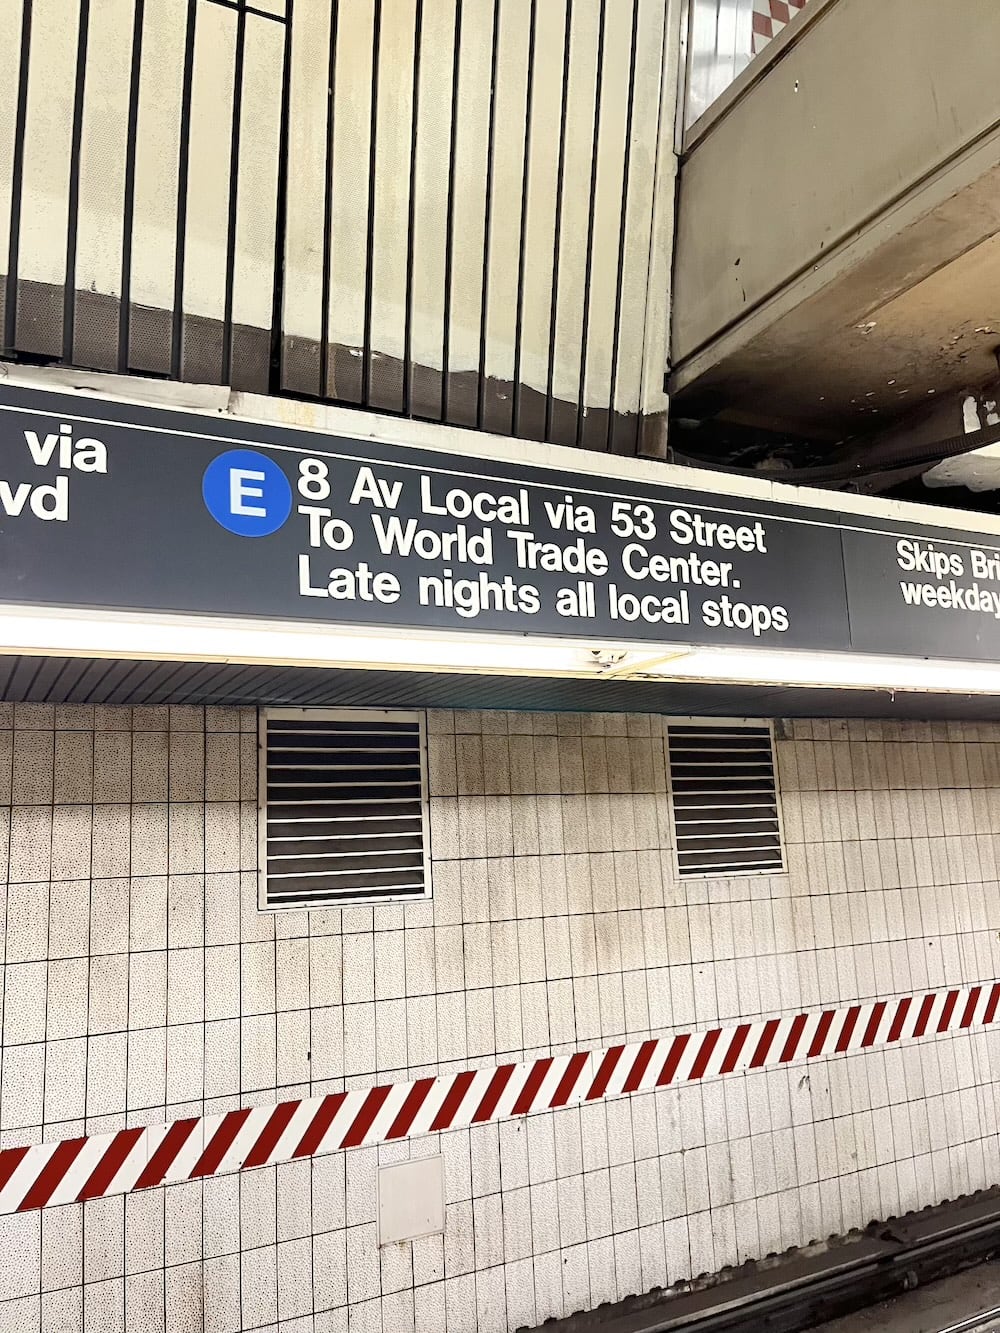 via
vd
E
8 Av Local via 53 Street
To World Trade Center.
Late nights all local stops
Skips Bri
weekday